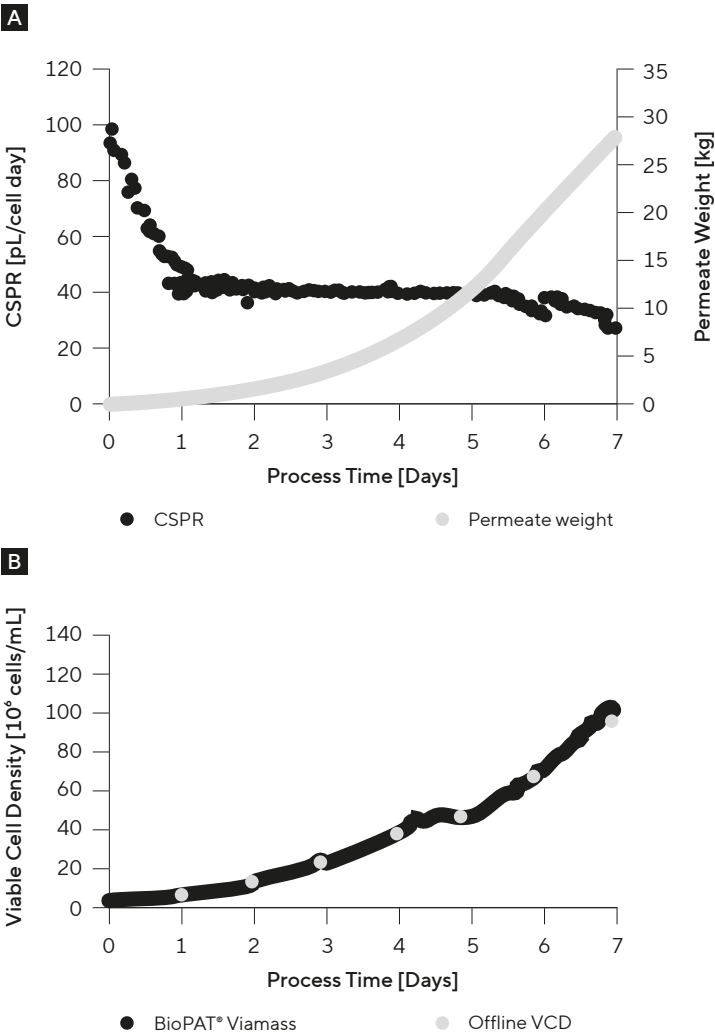 A
120
100
80
60
40
20
0
CSPR [pL/cell day]
35
30
25
20
15
10
5
0
Permeate Weight [kg]
0 1 2 3 4 5 6 7
Process Time [Days]
CSPR
Permeate weight
B
140
120
100
80
60
40
20
0
Viable Cell Density [10⁶ cells/mL]
0 1 2 3 4 5 6 7
Process Time [Days]
BioPAT® Viamass
Offline VCD